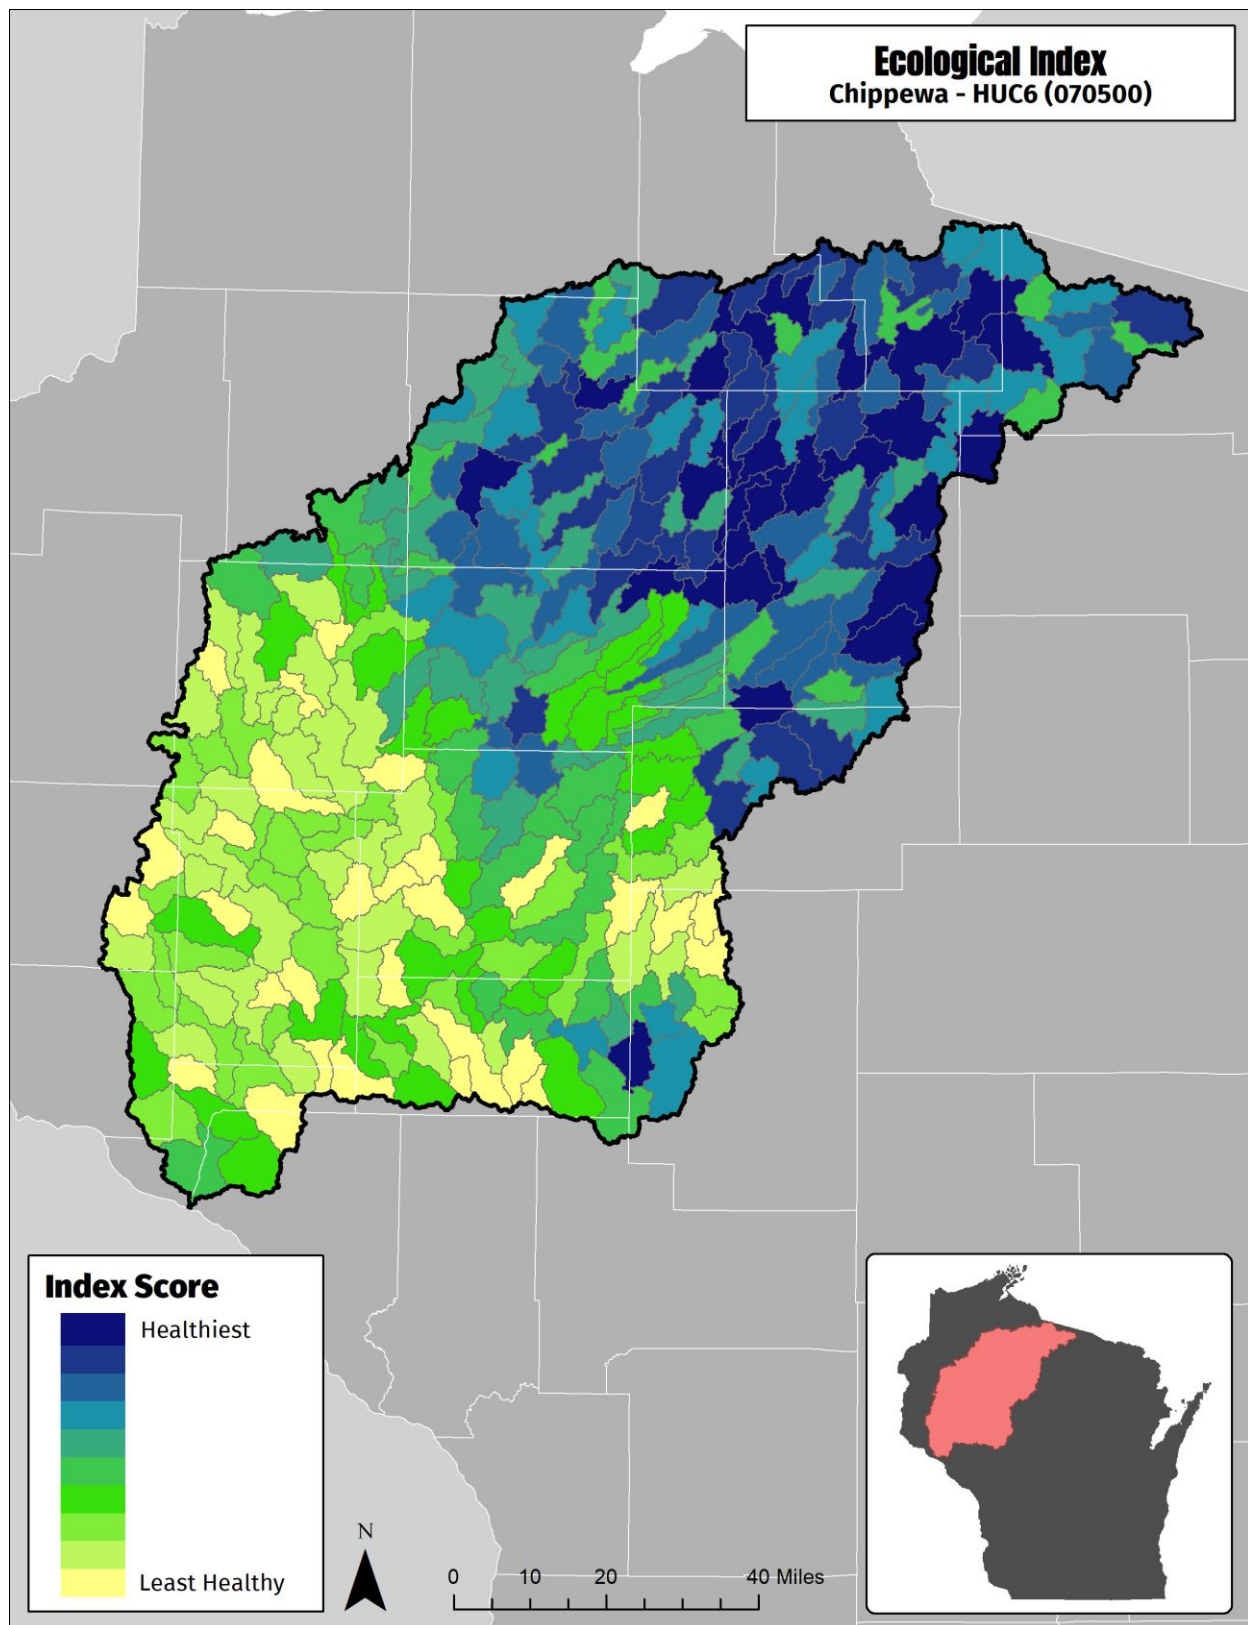 Ecological Index
Chippewa - HUC6 (070500)
Index Score
Healthiest
Least Healthy
N
0 10 20 40 Miles